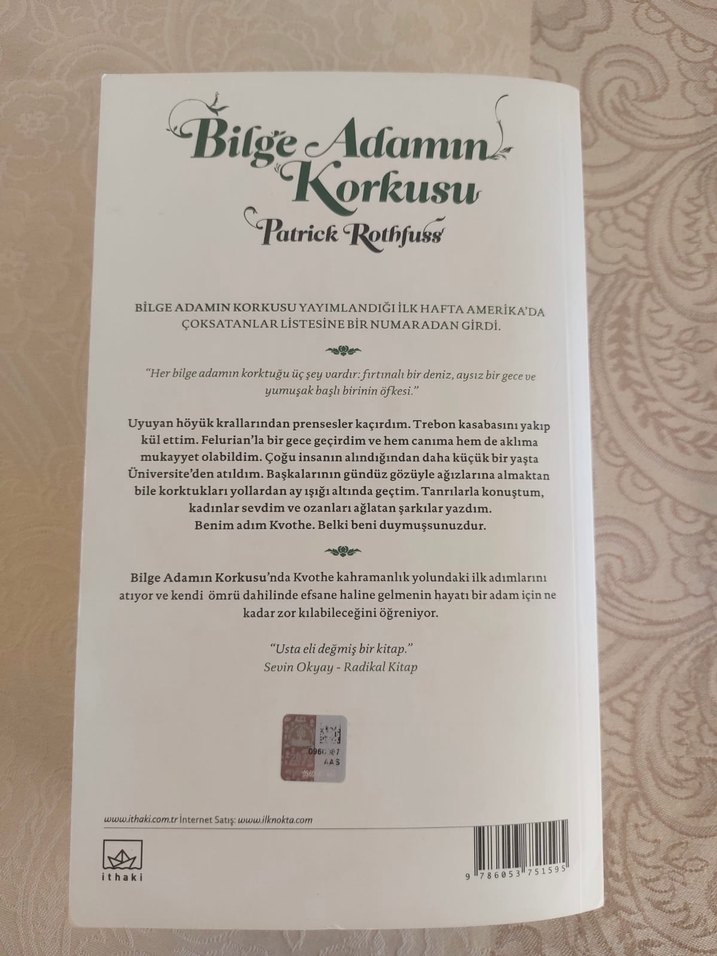 Bilge Adamın
Korkusu
Patrick Rothfuss
BİLGE ADAMIN KORKUSU YAYIMLANDIĞI İLK HAFTA AMERİKA'DA
ÇOKSATANLAR LİSTESİNE BİR NUMARADAN GİRDİ.
“Her bilge adamın korktuğu üç şey vardır: fırtınalı bir deniz, aysız bir gece ve
yumuşak başlı birinin öfkesi.”
Uyuyan höyük krallarından prensesler kaçırdım. Trebon kasabasını yakıp
kül ettim. Felurian'la bir gece geçirdim ve hem canıma hem de aklıma
mukayyet olabildim. Çoğu insanın alındığından daha küçük bir yaşta
Üniversite'den atıldım. Başkalarının gündüz gözüyle ağızlarına almaktan
bile korktukları yollardan ay ışığı altında geçtim. Tanrılarla konuştum,
kadınlar sevdim ve ozanları ağlatan şarkılar yazdım.
Benim adım Kvothe. Belki beni duymuşsunuzdur.
Bilge Adamın Korkusu'nda Kvothe kahramanlık yolundaki ilk adımlarını
atıyor ve kendi ömrü dahilinde efsane haline gelmenin hayatı bir adam için ne
kadar zor kılabileceğini öğreniyor.
“Usta eli değmiş bir kitap.”
Sevin Okyay - Radikal Kitap
www.ithaki.com.tr İnternet Satış: www.ilknokta.com
ithaki
9 786053 751595